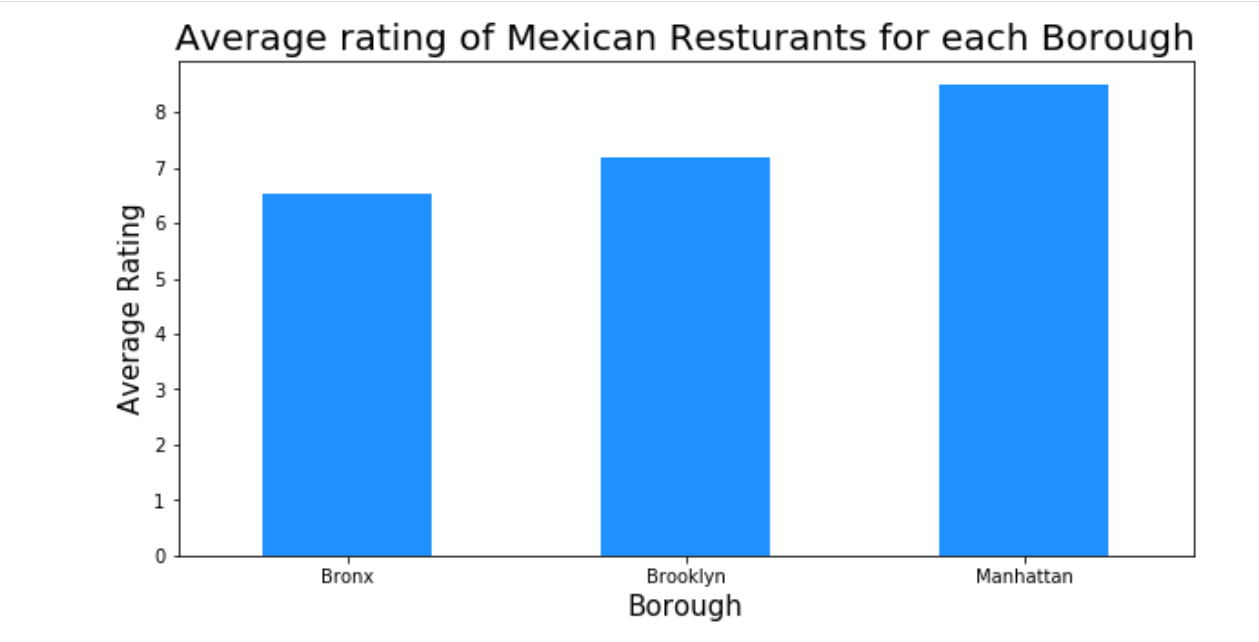 Average rating of Mexican Resturants for each Borough
8
7
6
5
4
3
2
1
0
Average Rating
Bronx Brooklyn Manhattan
Borough